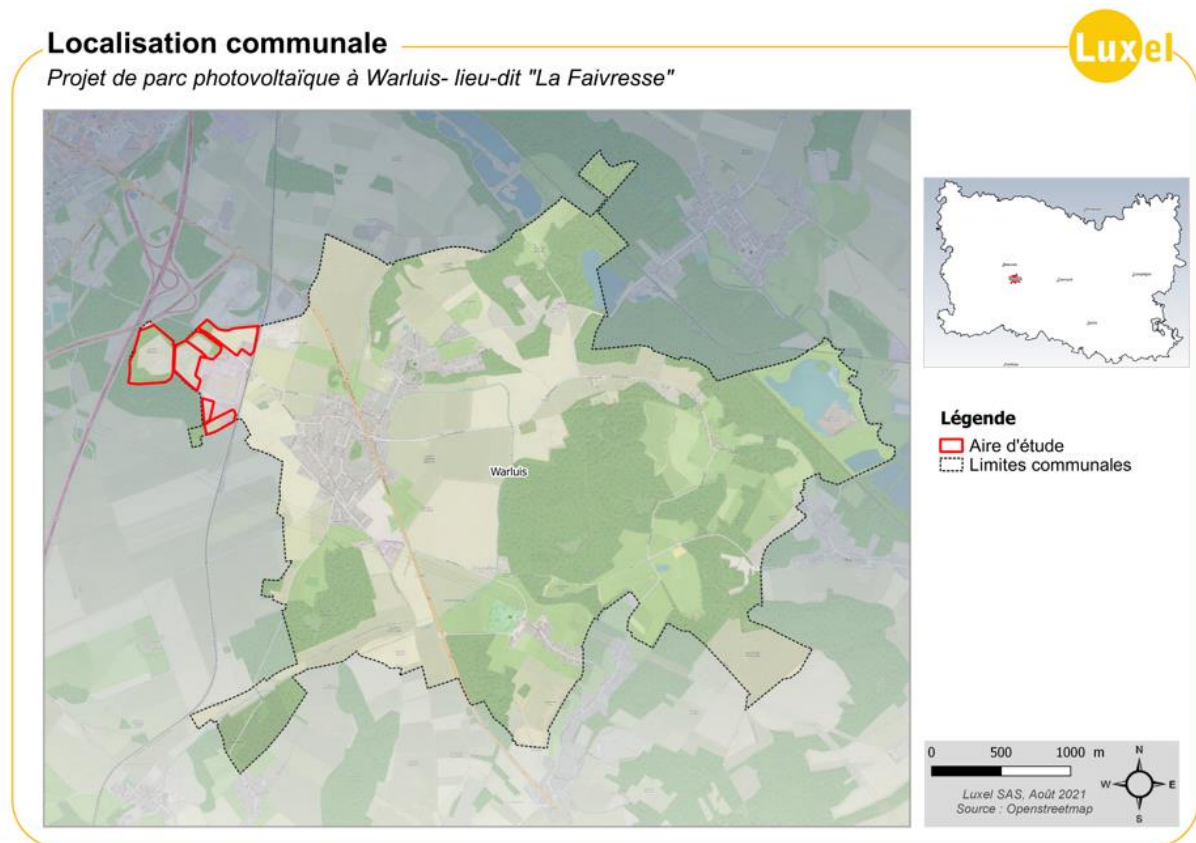 Localisation communale
Luxel
Projet de parc photovoltaïque à Warluis- lieu-dit "La Faivresse"
Warluis
Légende
Aire d'étude
Limites communales
0 500 1000 m
N
W E
S
Luxel SAS, Août 2021
Source : Openstreetmap